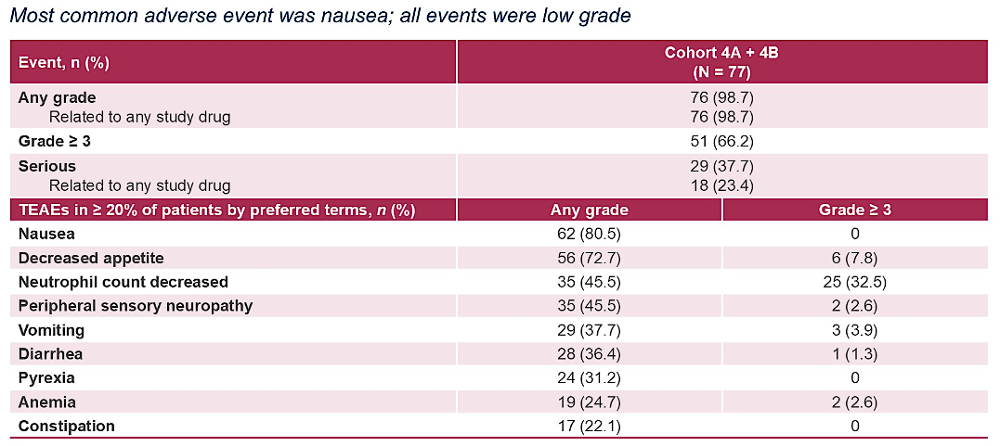 Most common adverse event was nausea; all events were low grade
Event, n (%) Cohort 4A + 4B
(N = 77)
Any grade 76 (98.7)
Related to any study drug 76 (98.7)
Grade ≥ 3 51 (66.2)
Serious 29 (37.7)
Related to any study drug 18 (23.4)
TEAEs in ≥ 20% of patients by preferred terms, n (%) Any grade Grade ≥ 3
Nausea 62 (80.5) 0
Decreased appetite 56 (72.7) 6 (7.8)
Neutrophil count decreased 35 (45.5) 25 (32.5)
Peripheral sensory neuropathy 35 (45.5) 2 (2.6)
Vomiting 29 (37.7) 3 (3.9)
Diarrhea 28 (36.4) 1 (1.3)
Pyrexia 24 (31.2) 0
Anemia 19 (24.7) 2 (2.6)
Constipation 17 (22.1) 0